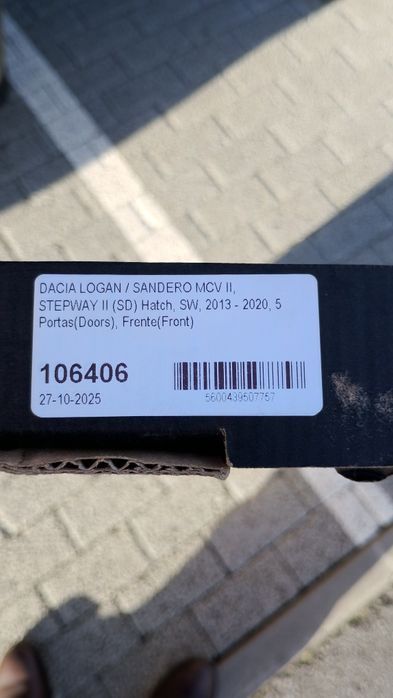 DACIA LOGAN / SANDERO MCV II,
STEPWAY II (SD) Hatch, SW, 2013 - 2020, 5
Portas(Doors), Frente(Front)
106406
27-10-2025
5600439507757